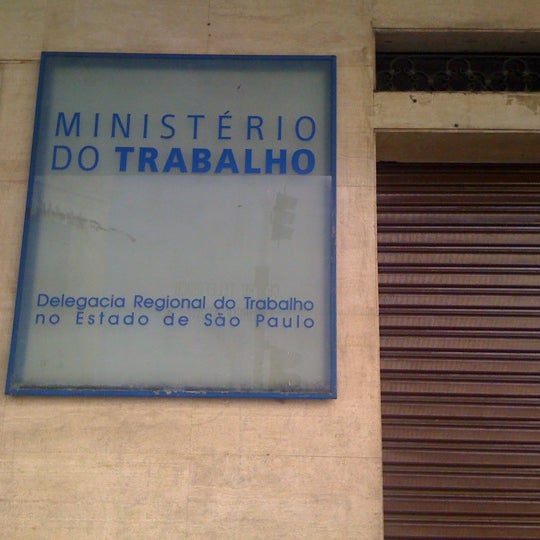 MINISTÉRIO
DO TRABALHO
Delegacia Regional do Trabalho
no Estado de São Paulo